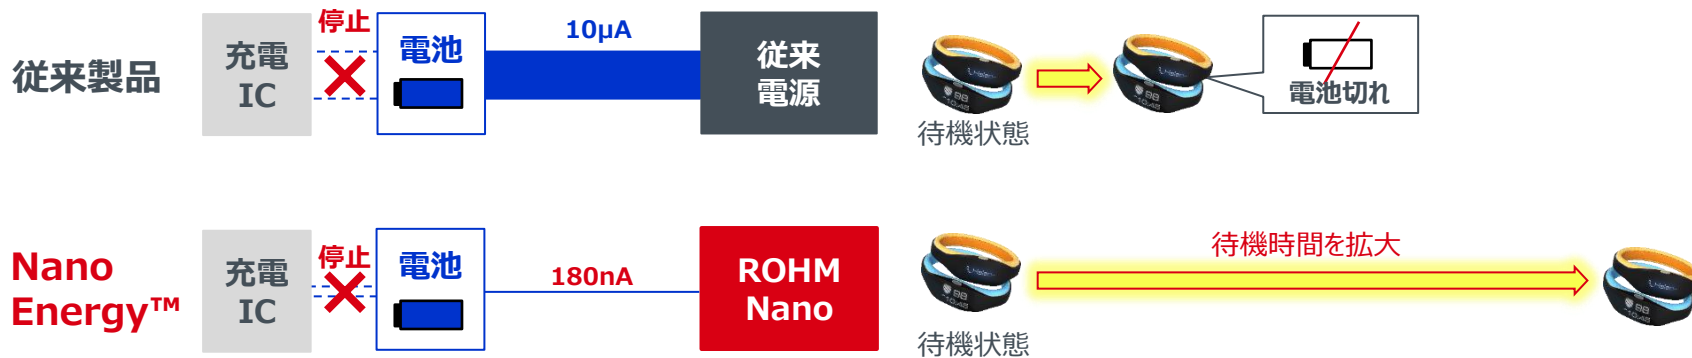 従来製品
充電
IC
停止
電池
10μA
従来
電源
待機状態
電池切れ
Nano
Energy™
充電
IC
停止
電池
180nA
ROHM
Nano
待機状態
待機時間を拡大